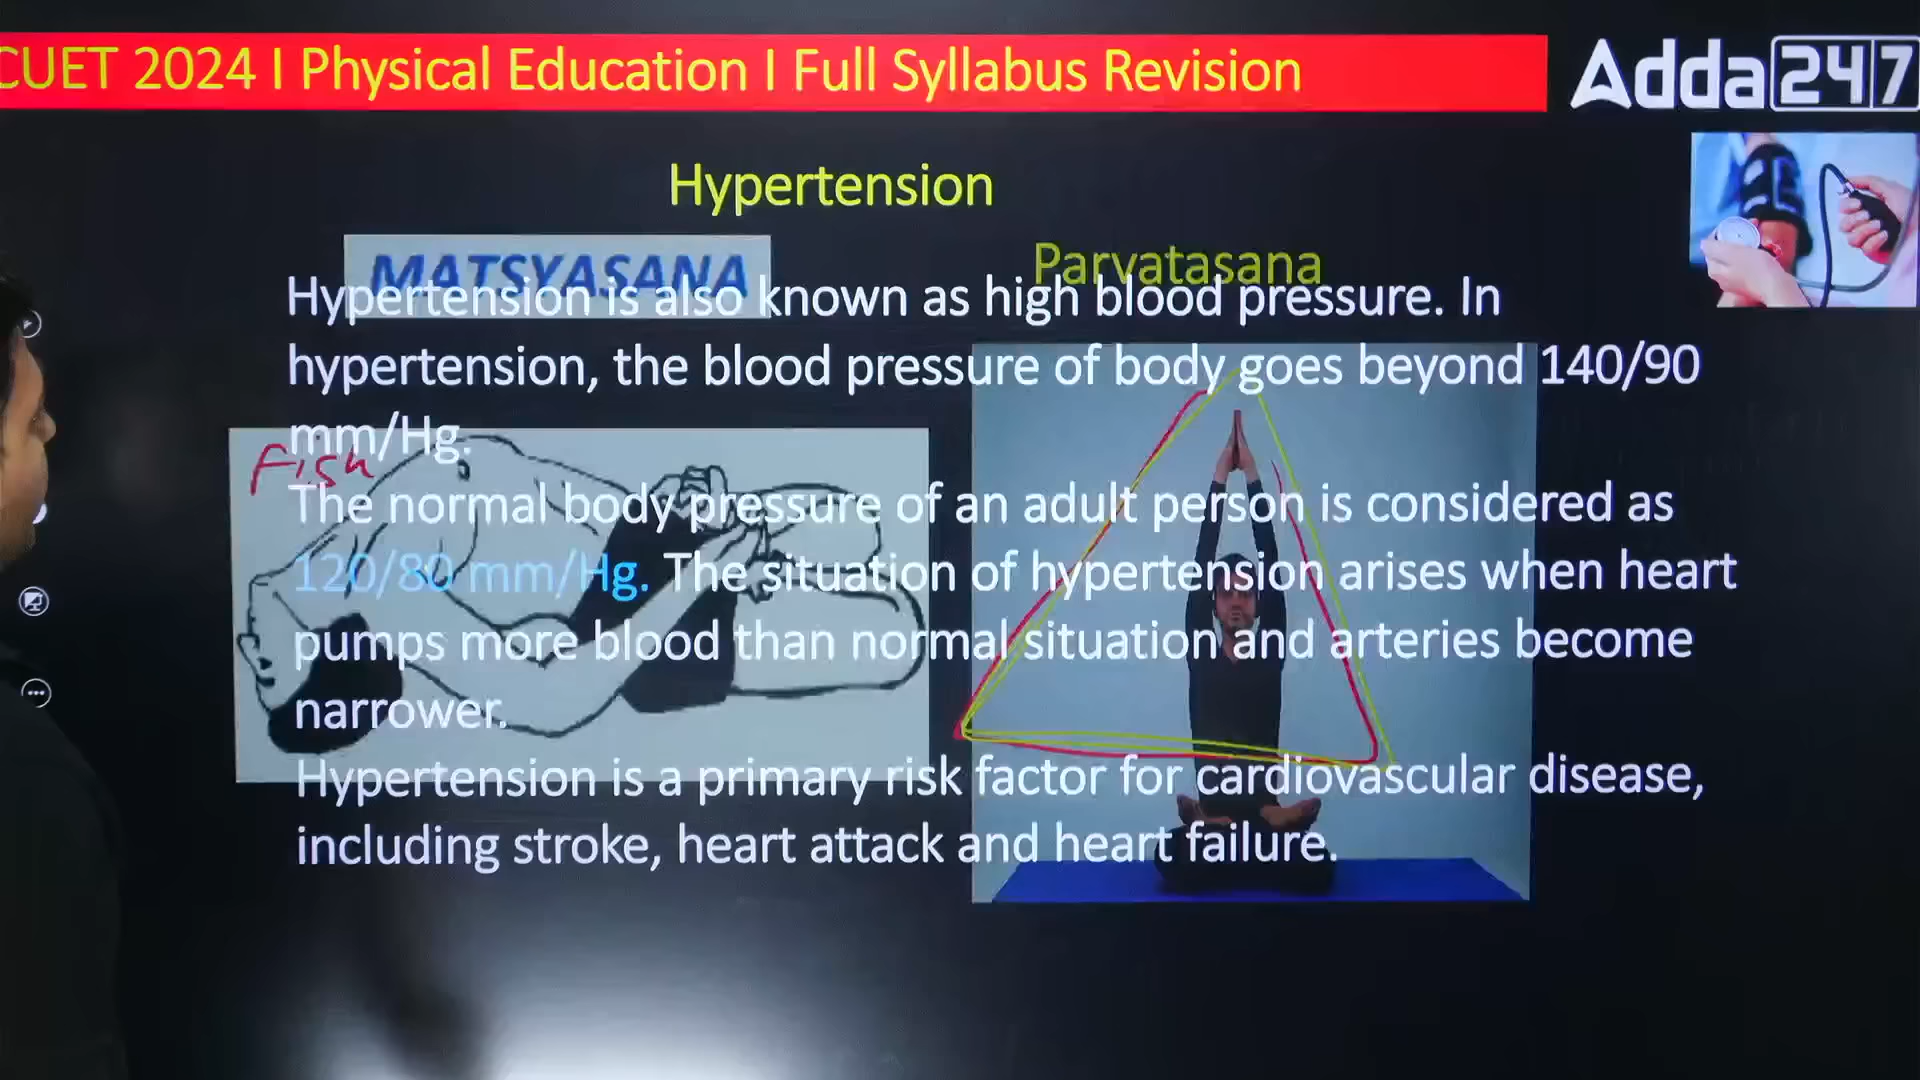 CUET 2024 I Physical Education I Full Syllabus Revision
Adda247
Hypertension
MATSYASANA
Parvatasana
Hypertension is also known as high blood pressure. In
hypertension, the blood pressure of body goes beyond 140/90
mm/Hg.
Fish
The normal body pressure of an adult person is considered as
120/80 mm/Hg. The situation of hypertension arises when heart
pumps more blood than normal situation and arteries become
narrower.
Hypertension is a primary risk factor for cardiovascular disease,
including stroke, heart attack and heart failure.